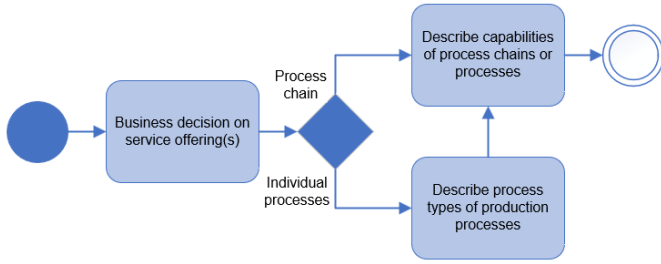 Business decision on
service offering(s)
Process
chain
Individual
processes
Describe capabilities
of process chains or
processes
Describe process
types of production
processes